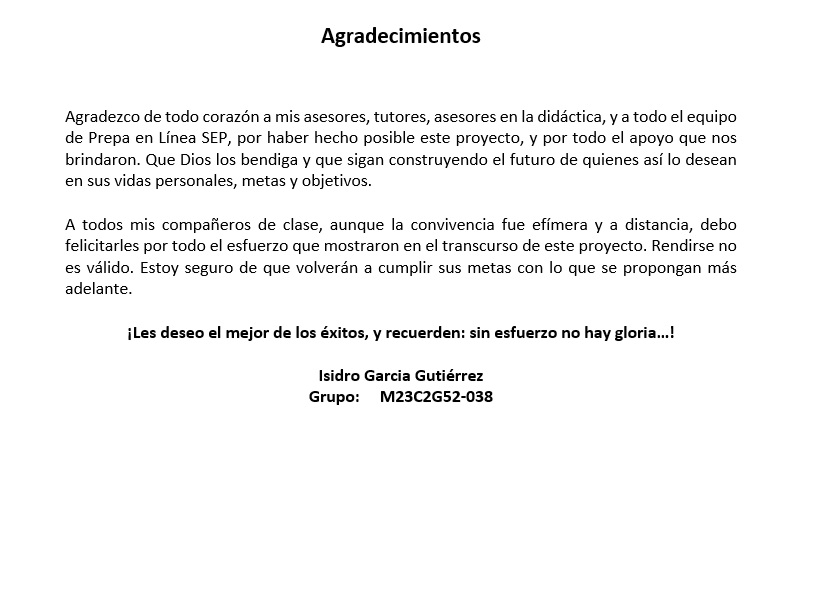 Agradecimientos
Agradezco de todo corazón a mis asesores, tutores, asesores en la didáctica, y a todo el equipo
de Prepa en Línea SEP, por haber hecho posible este proyecto, y por todo el apoyo que nos
brindaron. Que Dios los bendiga y que sigan construyendo el futuro de quienes así lo desean
en sus vidas personales, metas y objetivos.
A todos mis compañeros de clase, aunque la convivencia fue efímera y a distancia, debo
felicitarles por todo el esfuerzo que mostraron en el transcurso de este proyecto. Rendirse no
es válido. Estoy seguro de que volverán a cumplir sus metas con lo que se propongan más
adelante.
¡Les deseo el mejor de los éxitos, y recuerden: sin esfuerzo no hay gloria…!
Isidro Garcia Gutiérrez
Grupo: M23C2G52-038